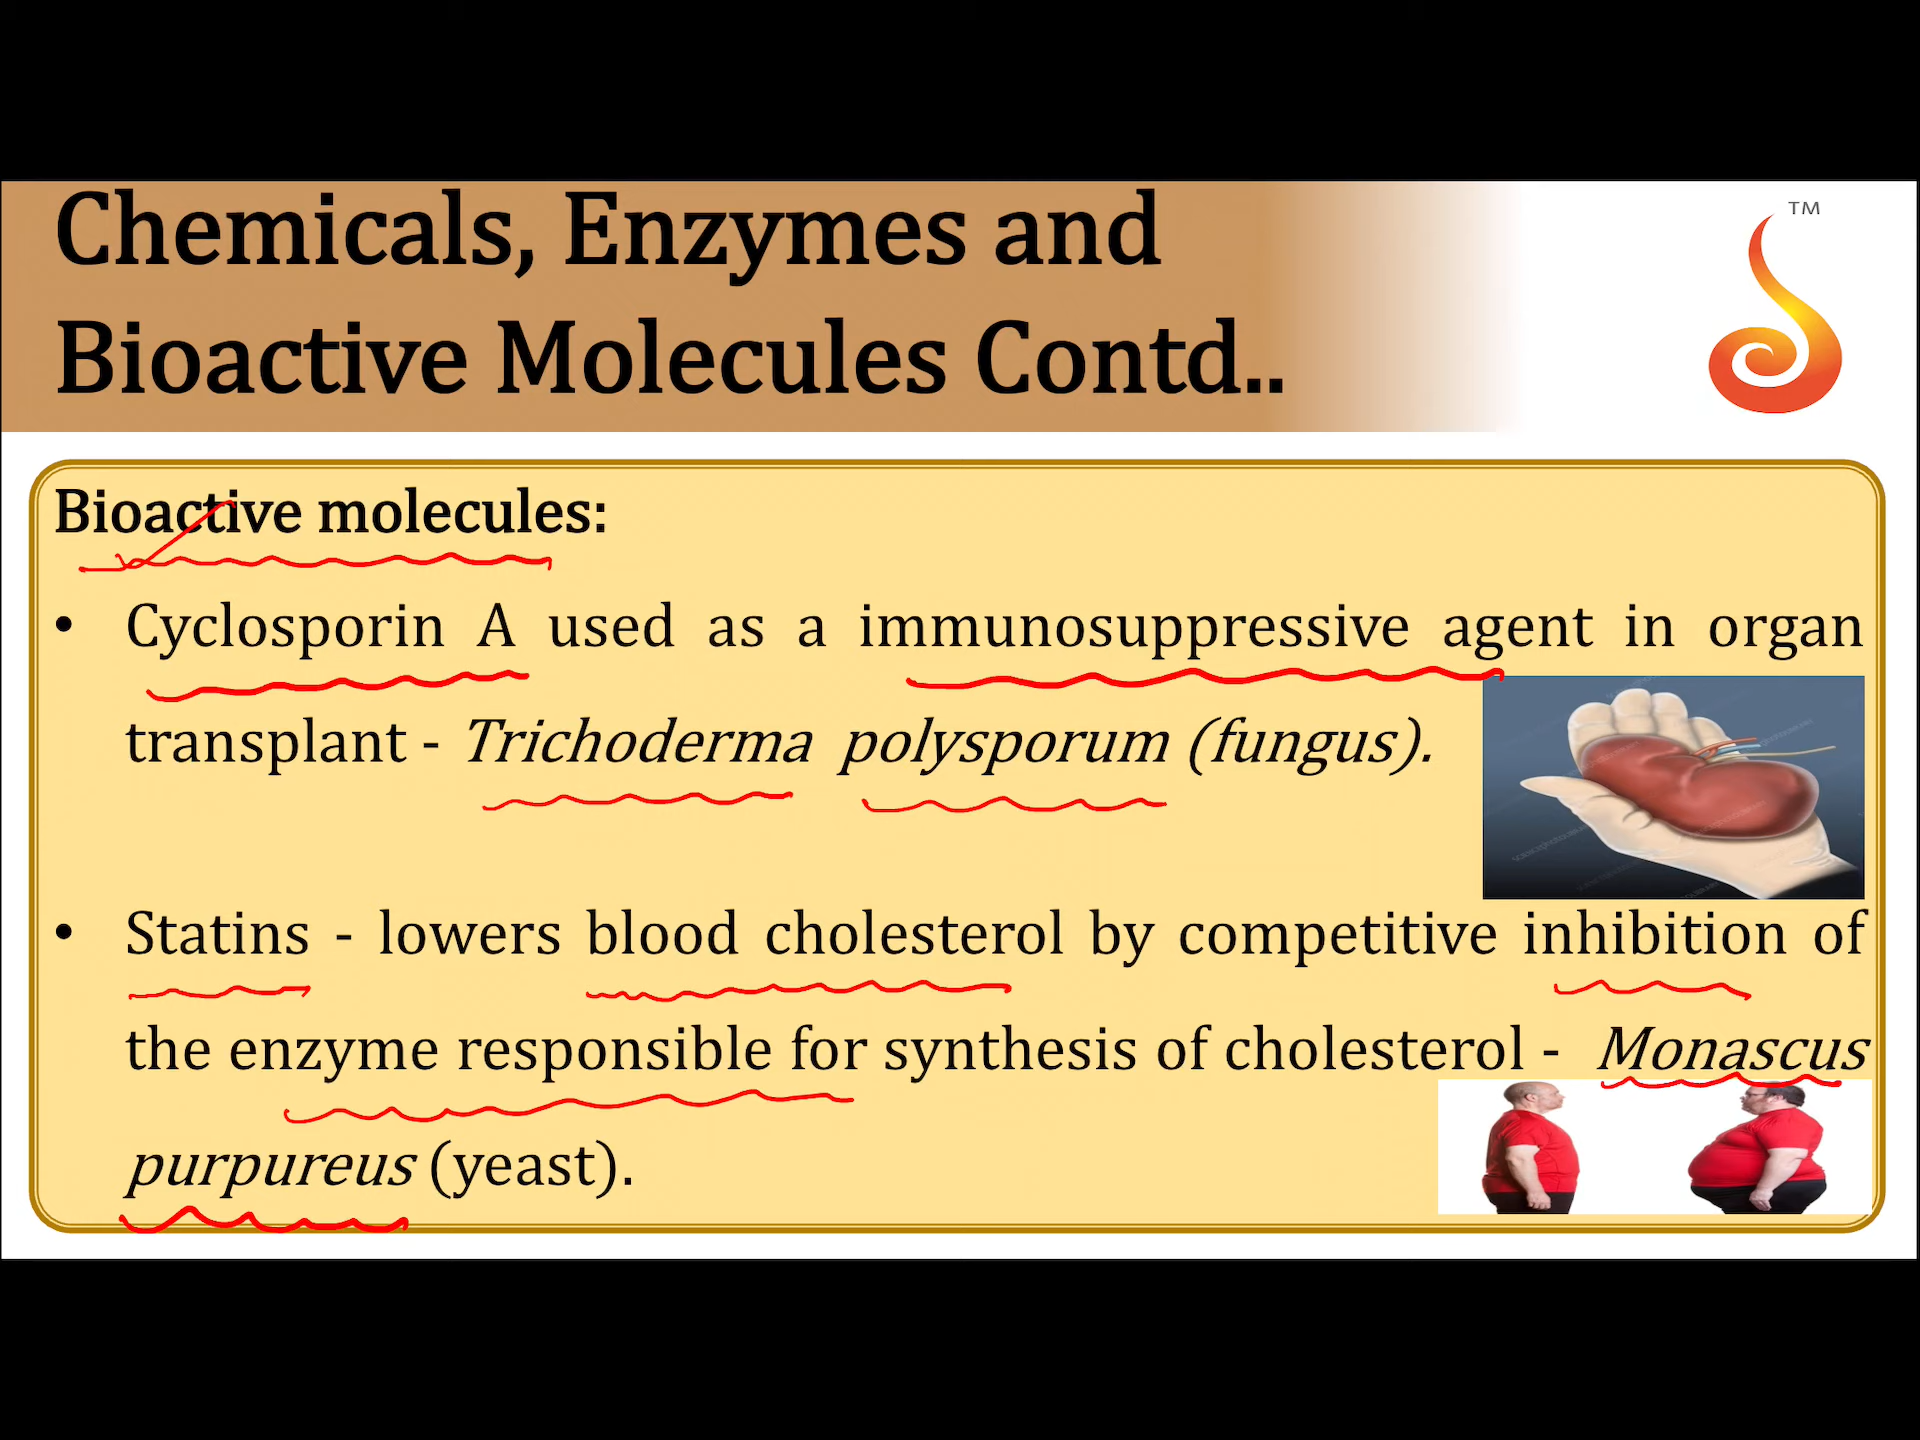 TM
Chemicals, Enzymes and
Bioactive Molecules Contd..
Bioactive molecules:
• Cyclosporin A used as a immunosuppressive agent in organ
transplant - Trichoderma polysporum (fungus).
• Statins - lowers blood cholesterol by competitive inhibition of
the enzyme responsible for synthesis of cholesterol - Monascus
purpureus (yeast).